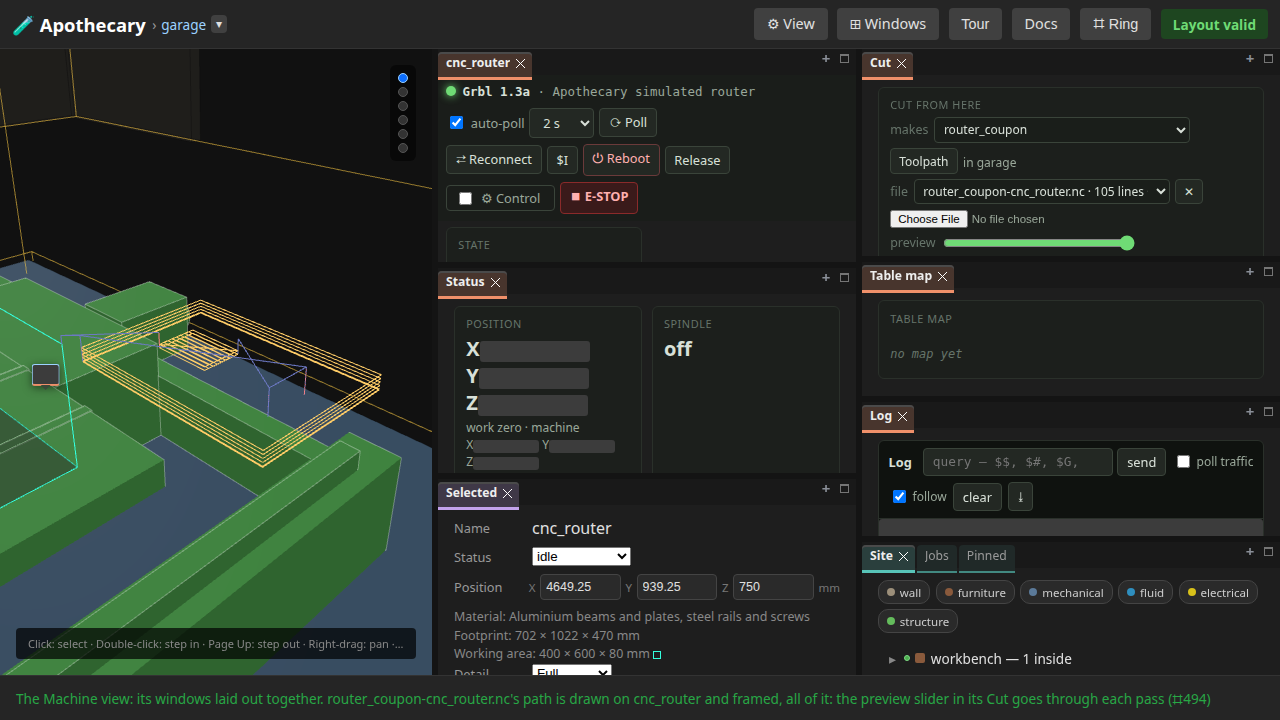 Apothecary › garage ▾
⚙ View
⊞ Windows
Tour
Docs
⌗ Ring
Layout valid
Click: select · Double-click: step in · Page Up: step out · Right-drag: pan ·...
cnc_router
Grbl 1.3a · Apothecary simulated router
auto-poll 2 s ⟳ Poll
⇄ Reconnect $I ⏻ Reboot Release
⚙ Control ■ E-STOP
STATE
Status
POSITION
X
Y
Z
work zero · machine
X Y
Z
SPINDLE
off
Selected
Name cnc_router
Status idle
Position X 4649.25 Y 939.25 Z 750 mm
Material: Aluminium beams and plates, steel rails and screws
Footprint: 702 × 1022 × 470 mm
Working area: 400 × 600 × 80 mm
Detail Full
Cut
CUT FROM HERE
makes router_coupon
Toolpath in garage
file router_coupon-cnc_router.nc · 105 lines ✕
Choose File No file chosen
preview
Table map
TABLE MAP
no map yet
Log
Log query — $$, $#, $G, send poll traffic
follow clear ⭳
Site Jobs Pinned
wall furniture mechanical fluid electrical
structure
▸ workbench — 1 inside
The Machine view: its windows laid out together. router_coupon-cnc_router.nc's path is drawn on cnc_router and framed, all of it: the preview slider in its Cut goes through each pass (⌗494)